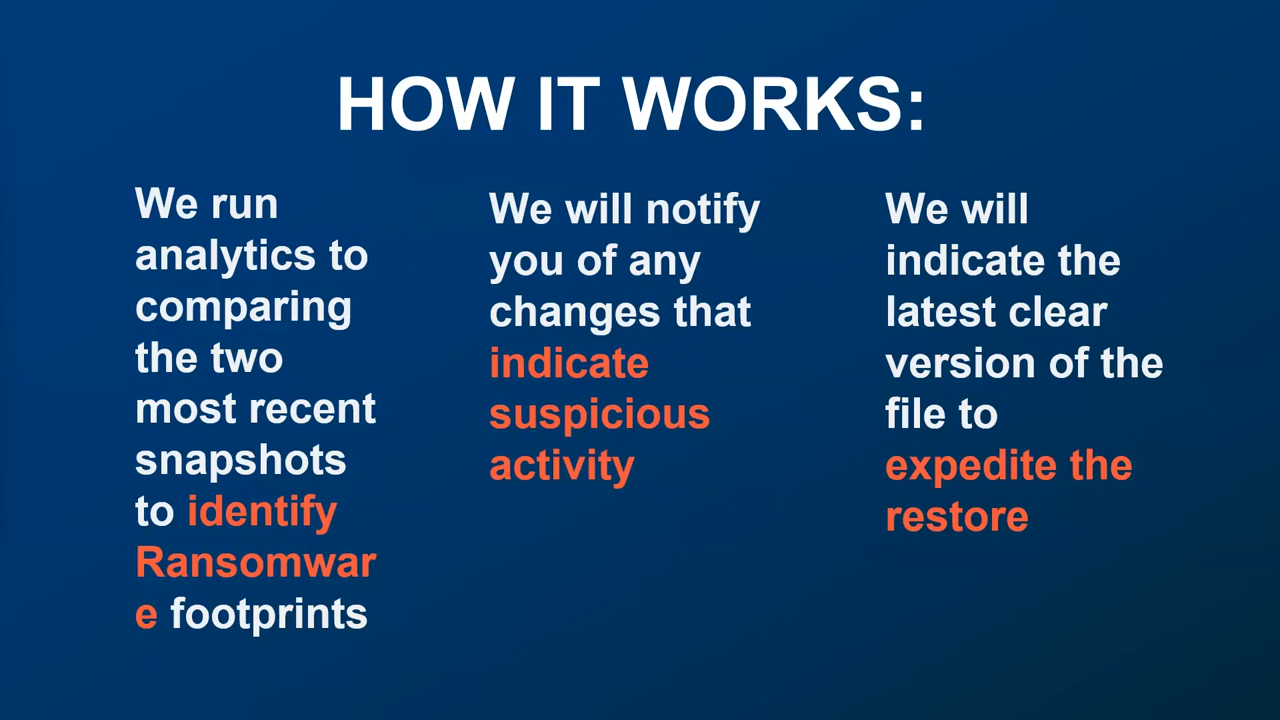 HOW IT WORKS:
We run
analytics to
comparing
the two
most recent
snapshots
to identify
Ransomwar
e footprints
We will notify
you of any
changes that
indicate
suspicious
activity
We will
indicate the
latest clear
version of the
file to
expedite the
restore